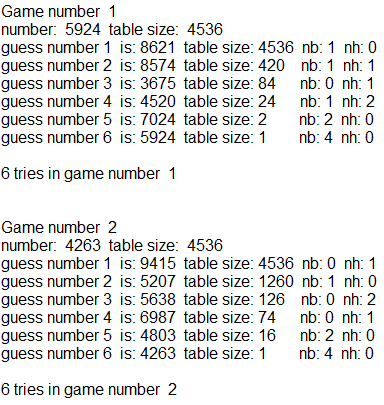 Game number  1
number:  5924  table size:  4536
guess number 1  is: 8621  table size: 4536  nb: 1  nh: 0
guess number 2  is: 8574  table size: 420   nb: 1  nh: 1
guess number 3  is: 3675  table size: 84     nb: 0  nh: 1
guess number 4  is: 4520  table size: 24     nb: 1  nh: 2
guess number 5  is: 7024  table size: 2       nb: 2  nh: 0
guess number 6  is: 5924  table size: 1       nb: 4  nh: 0
6 tries in game number  1
Game number  2
number:  4263  table size:  4536
guess number 1  is: 9415  table size: 4536  nb: 0  nh: 1
guess number 2  is: 5207  table size: 1260  nb: 1  nh: 0
guess number 3  is: 5638  table size: 126   nb: 0  nh: 2
guess number 4  is: 6987  table size: 74     nb: 0  nh: 1
guess number 5  is: 4803  table size: 16     nb: 2  nh: 0
guess number 6  is: 4263  table size: 1       nb: 4  nh: 0
6 tries in game number  2